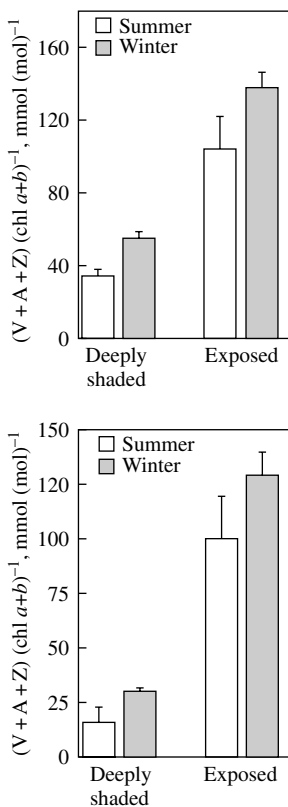 (V + A + Z) (chl a+b)⁻¹, mmol (mol)⁻¹
160
120
80
40
0
Summer
Winter
Deeply shaded
Exposed
(V + A + Z) (chl a+b)⁻¹, mmol (mol)⁻¹
150
120
100
75
50
25
0
Summer
Winter
Deeply
shaded
Exposed